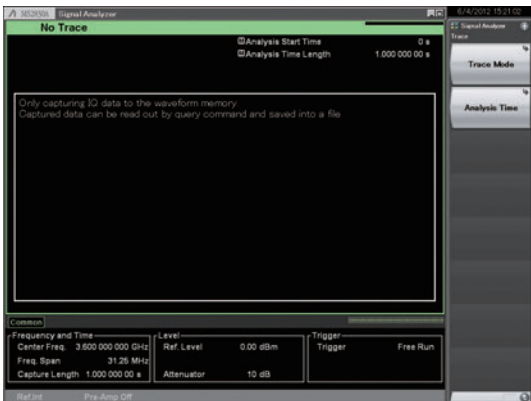 MS2830A Signal Analyzer
6/4/2012 15:21:02
No Trace
Analysis Start Time 0 s
Analysis Time Length 1.000 000 00 s
Only capturing IQ data to the waveform memory
Captured data can be read out by query command and saved into a file
Signal Analyzer
Trace
Trace Mode
Analysis Time
Common
Frequency and Time
Center Freq. 3.600 000 000 GHz
Freq. Span 31.25 MHz
Capture Length 1.000 000 00 s
Level
Ref.Level 0.00 dBm
Attenuator 10 dB
Trigger
Trigger Free Run
Ref.Int Pre-Amp Off